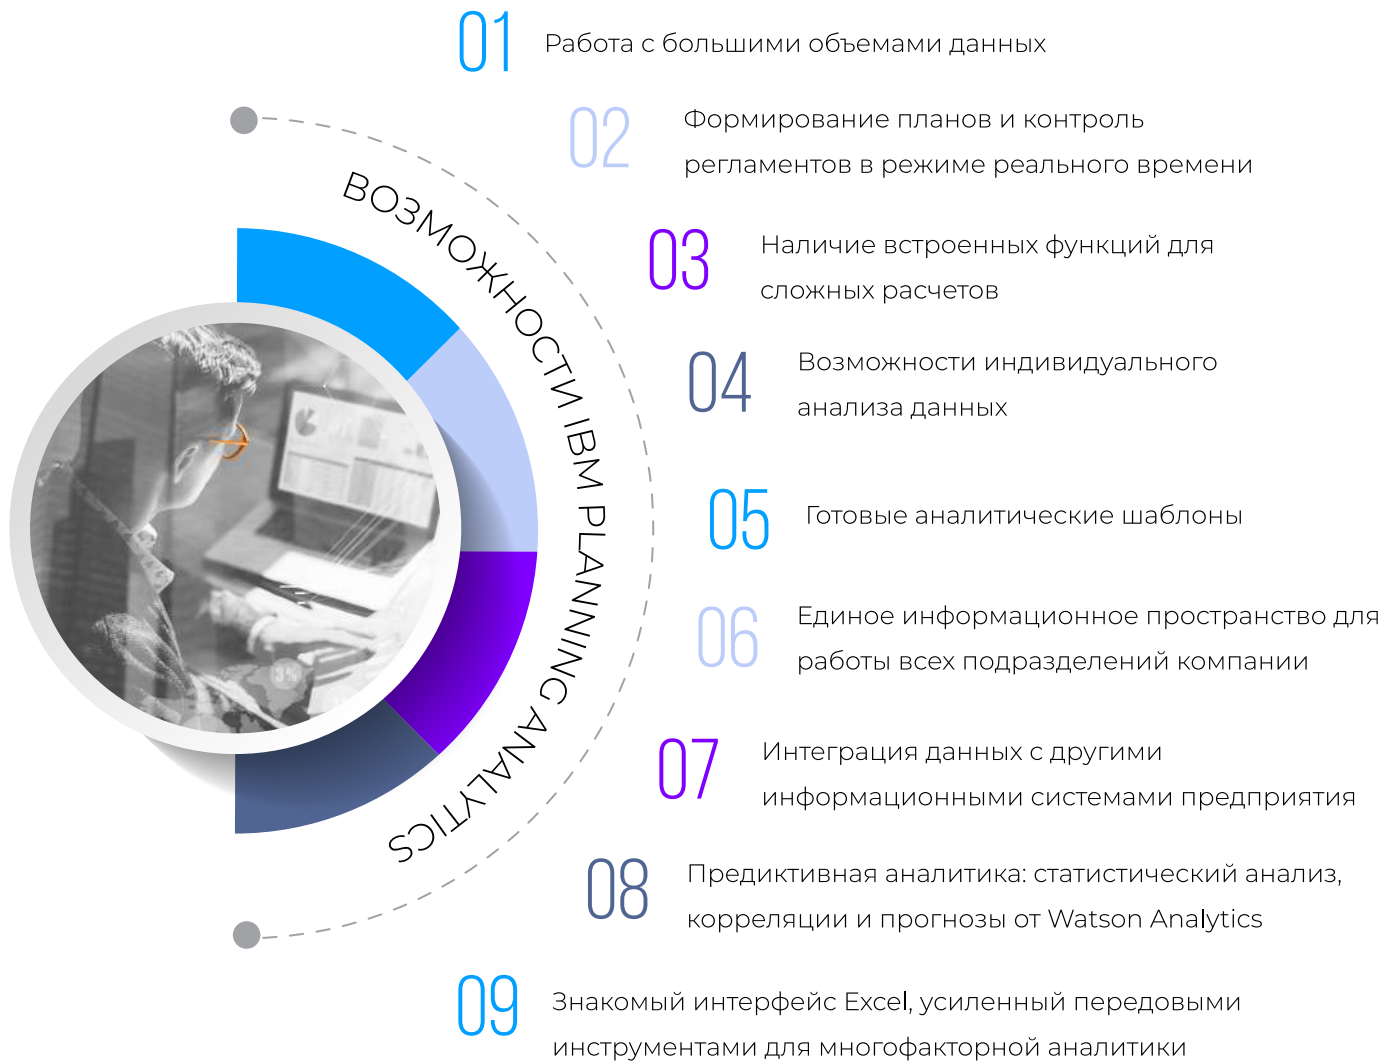 01
Работа с большими объемами данных
02
Формирование планов и контроль
регламентов в режиме реального времени
ВОЗМОЖНОСТИ IBM PLANNING ANALYTICS
03
Наличие встроенных функций для
сложных расчетов
04
Возможности индивидуального
анализа данных
05
Готовые аналитические шаблоны
06
Единое информационное пространство для
работы всех подразделений компании
3%
07
Интеграция данных с другими
информационными системами предприятия
08
Предиктивная аналитика: статистический анализ,
корреляции и прогнозы от Watson Analytics
09
Знакомый интерфейс Excel, усиленный передовыми
инструментами для многофакторной аналитики